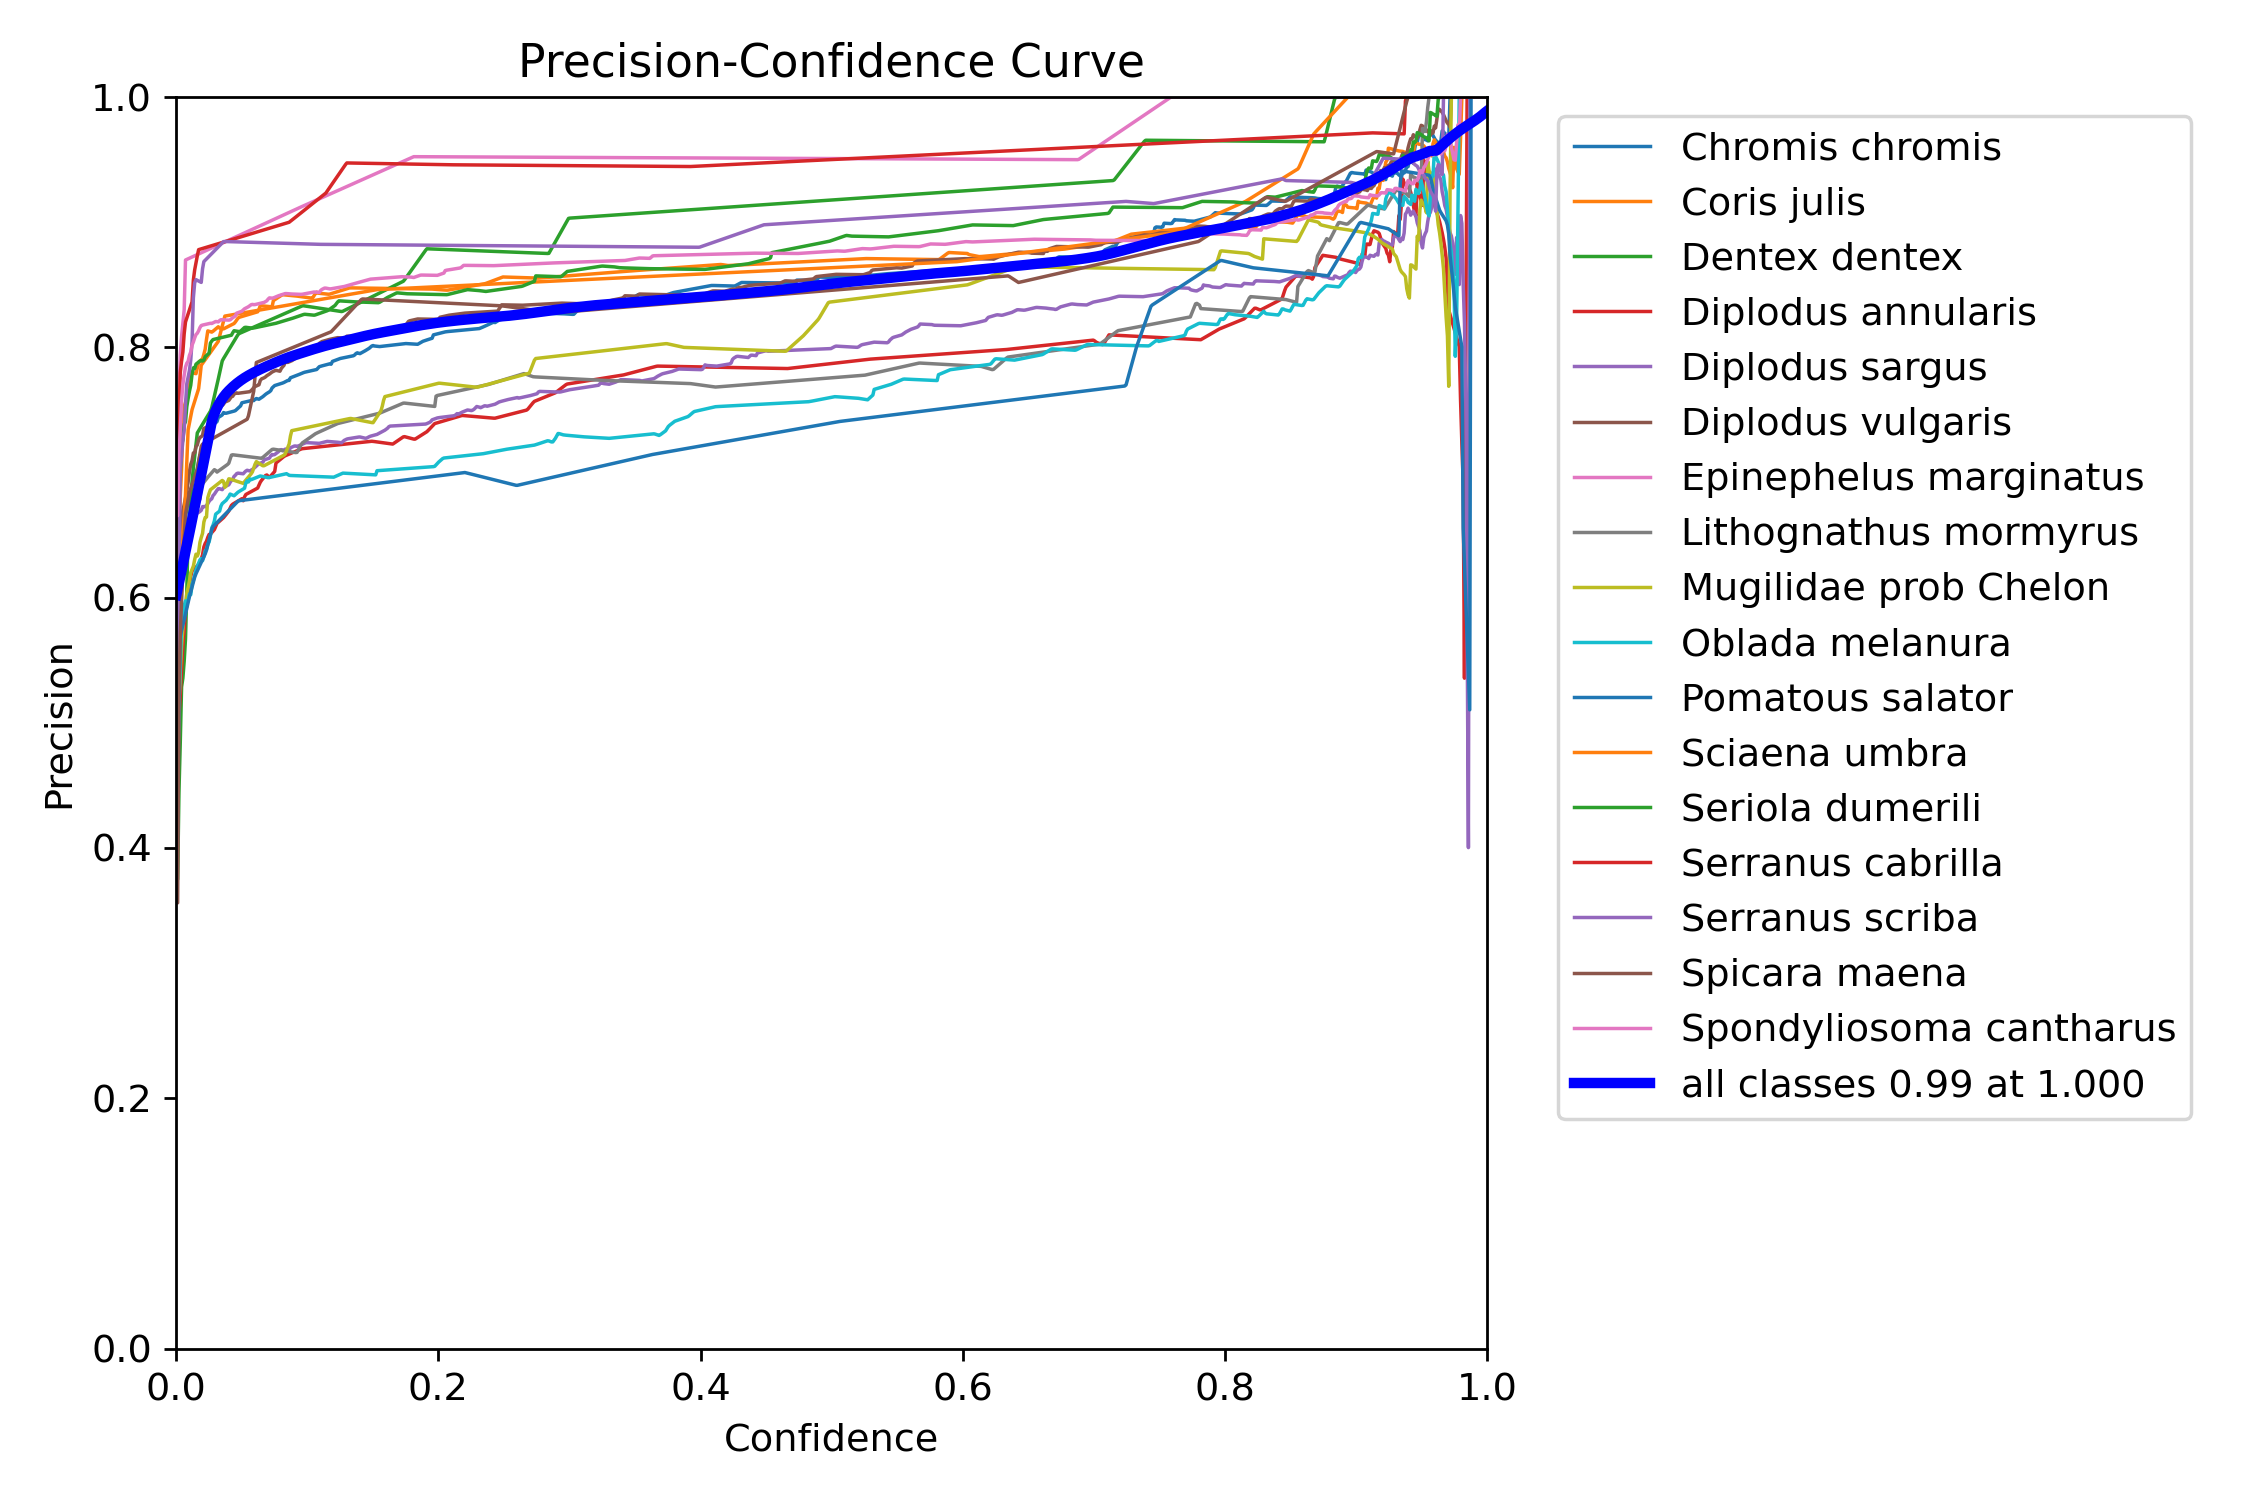 Precision-Confidence Curve
1.0
0.8
0.6
0.4
0.2
0.0
Precision
0.0 0.2 0.4 0.6 0.8 1.0
Confidence
Chromis chromis
Coris julis
Dentex dentex
Diplodus annularis
Diplodus sargus
Diplodus vulgaris
Epinephelus marginatus
Lithognathus mormyrus
Mugilidae prob Chelon
Oblada melanura
Pomatous salator
Sciaena umbra
Seriola dumerili
Serranus cabrilla
Serranus scriba
Spicara maena
Spondyliosoma cantharus
all classes 0.99 at 1.000